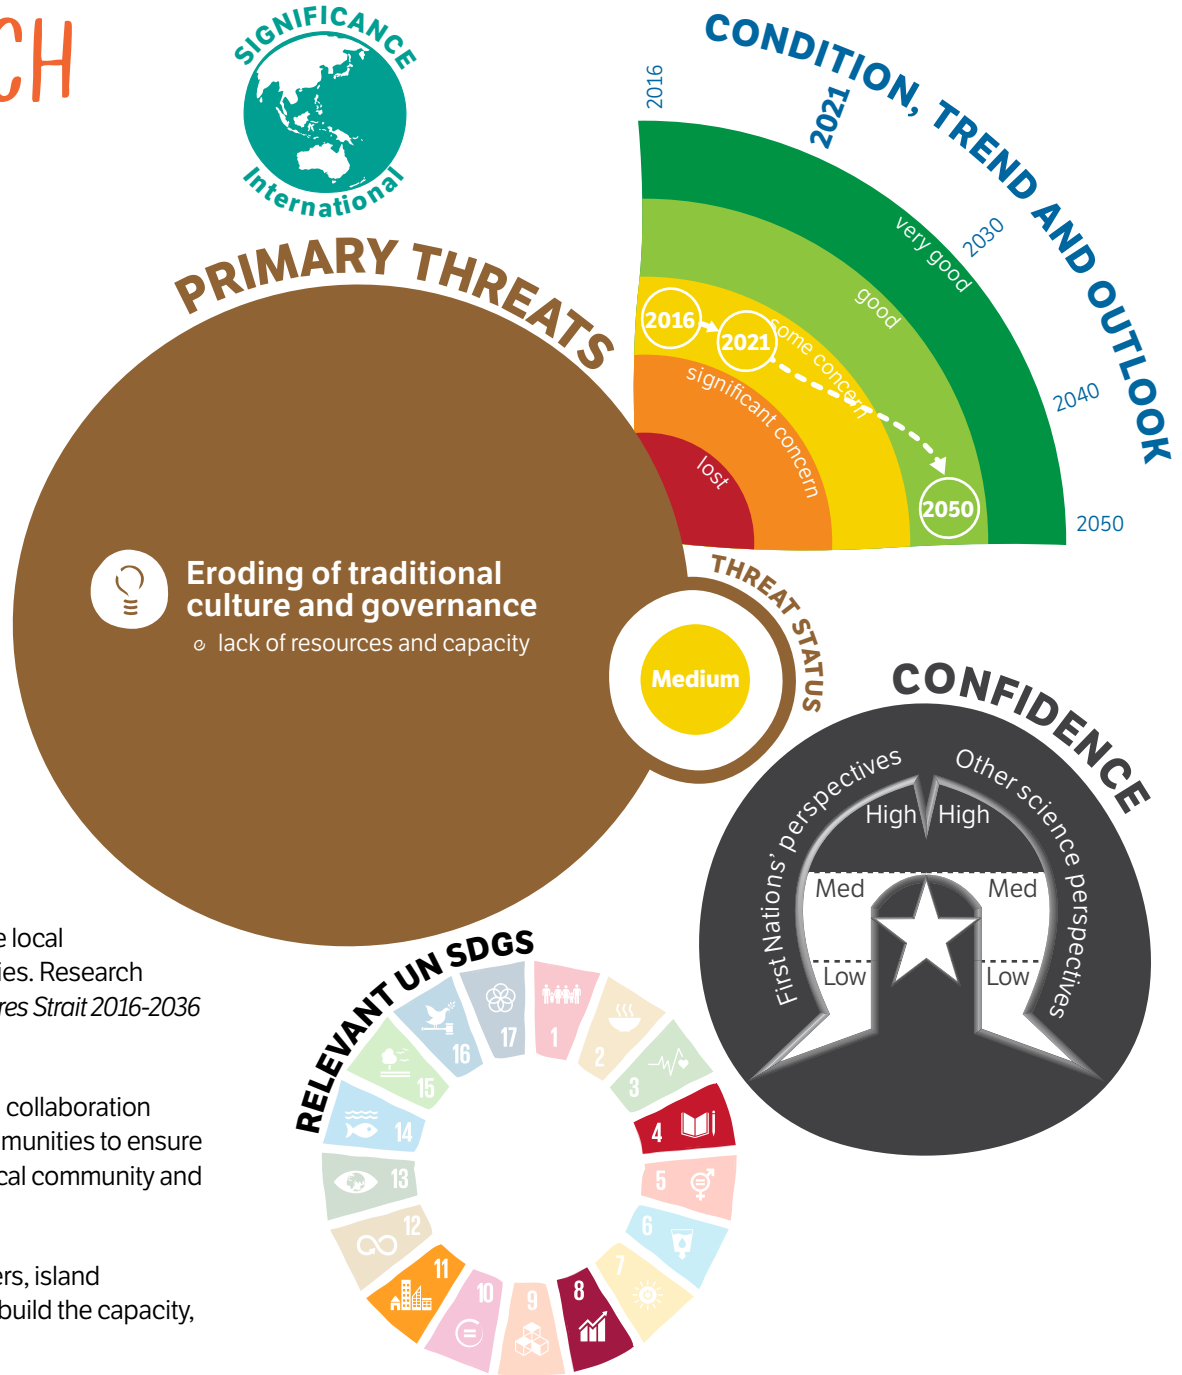 CH
SIGNIFICANCE
International
CONDITION, TREND AND OUTLOOK
2016
2021
2030
2040
2050
very good
good
some concern
significant concern
lost
2016
2021
2050
PRIMARY THREATS
Eroding of traditional
culture and governance
lack of resources and capacity
THREAT STATUS
Medium
CONFIDENCE
First Nations' perspectives
Other science perspectives
High
High
Med
Med
Low
Low
e local
ies. Research
res Strait 2016-2036
collaboration
mmunities to ensure
cal community and
ers, island
build the capacity,
RELEVANT UN SDGS
1
2
3
4
5
6
7
8
9
10
11
12
13
14
15
16
17